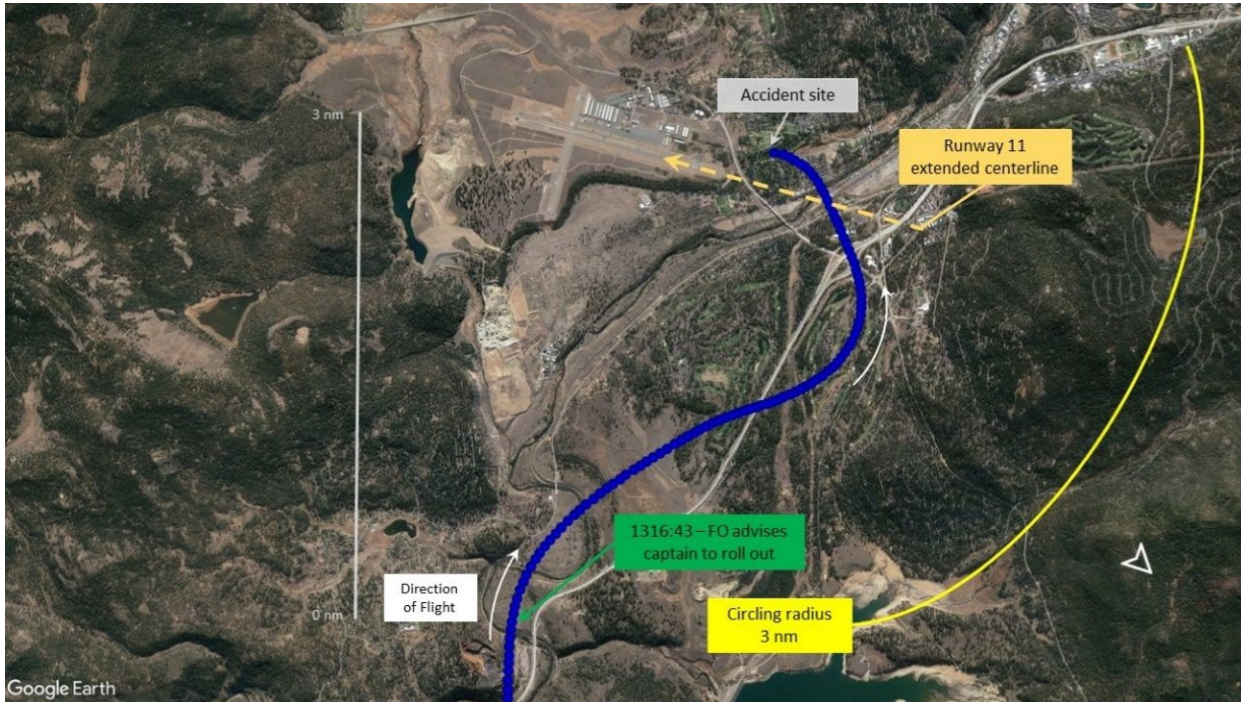 3 nm
Accident site
Runway 11
extended centerline
1316:43 – FO advises
captain to roll out
Direction
of Flight
0 nm
Circling radius
3 nm
Google Earth